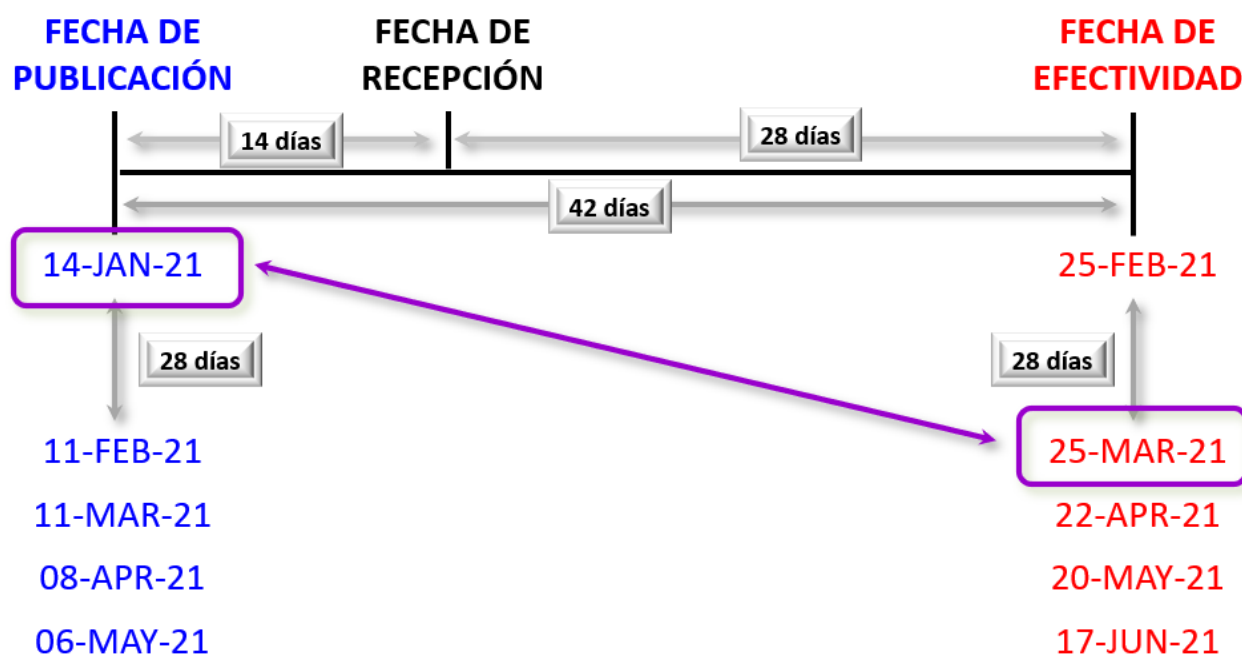 FECHA DE
PUBLICACIÓN
FECHA DE
RECEPCIÓN
FECHA DE
EFECTIVIDAD
14 días
28 días
42 días
14-JAN-21
25-FEB-21
28 días
28 días
11-FEB-21
25-MAR-21
11-MAR-21
22-APR-21
08-APR-21
20-MAY-21
06-MAY-21
17-JUN-21